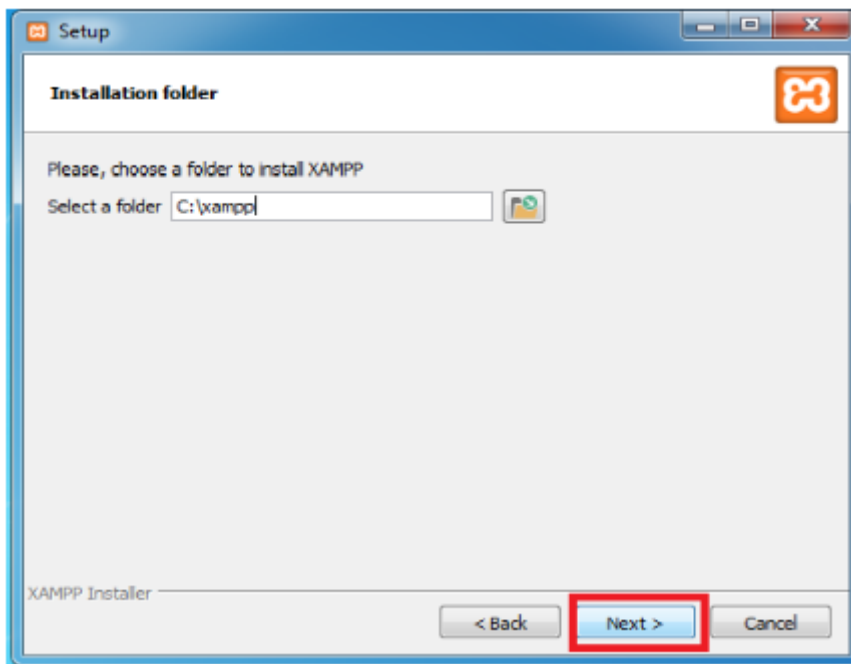 Setup
Installation folder
Please, choose a folder to install XAMPP
Select a folder C:\xampp
XAMPP Installer
< Back Next > Cancel